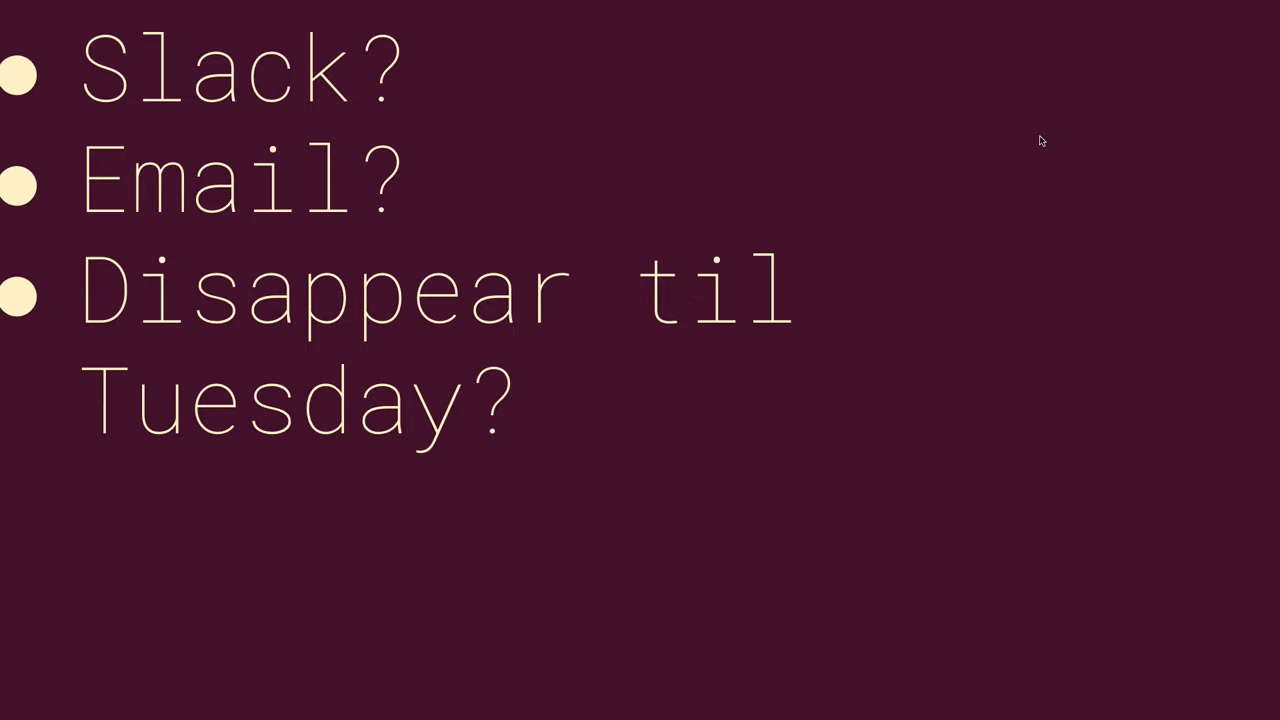 • Slack?
• Email?
• Disappear til
Tuesday?